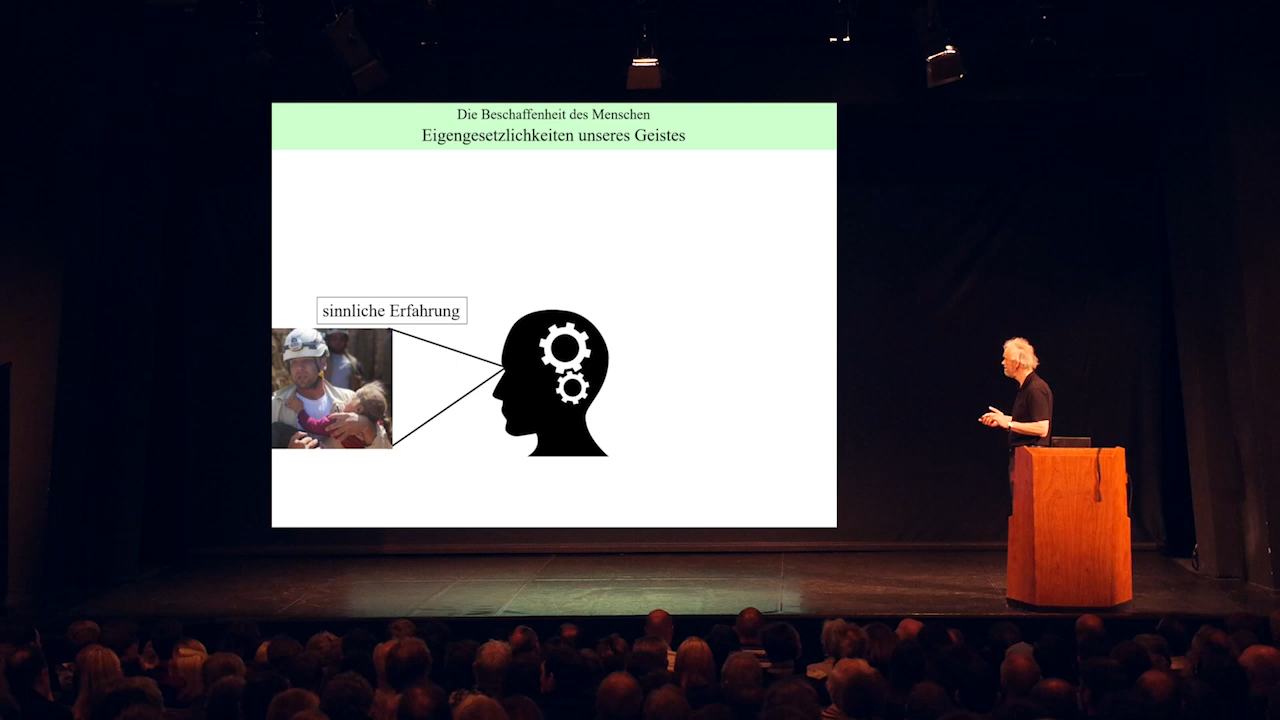 Die Beschaffenheit des Menschen
Eigengesetzlichkeiten unseres Geistes
sinnliche Erfahrung